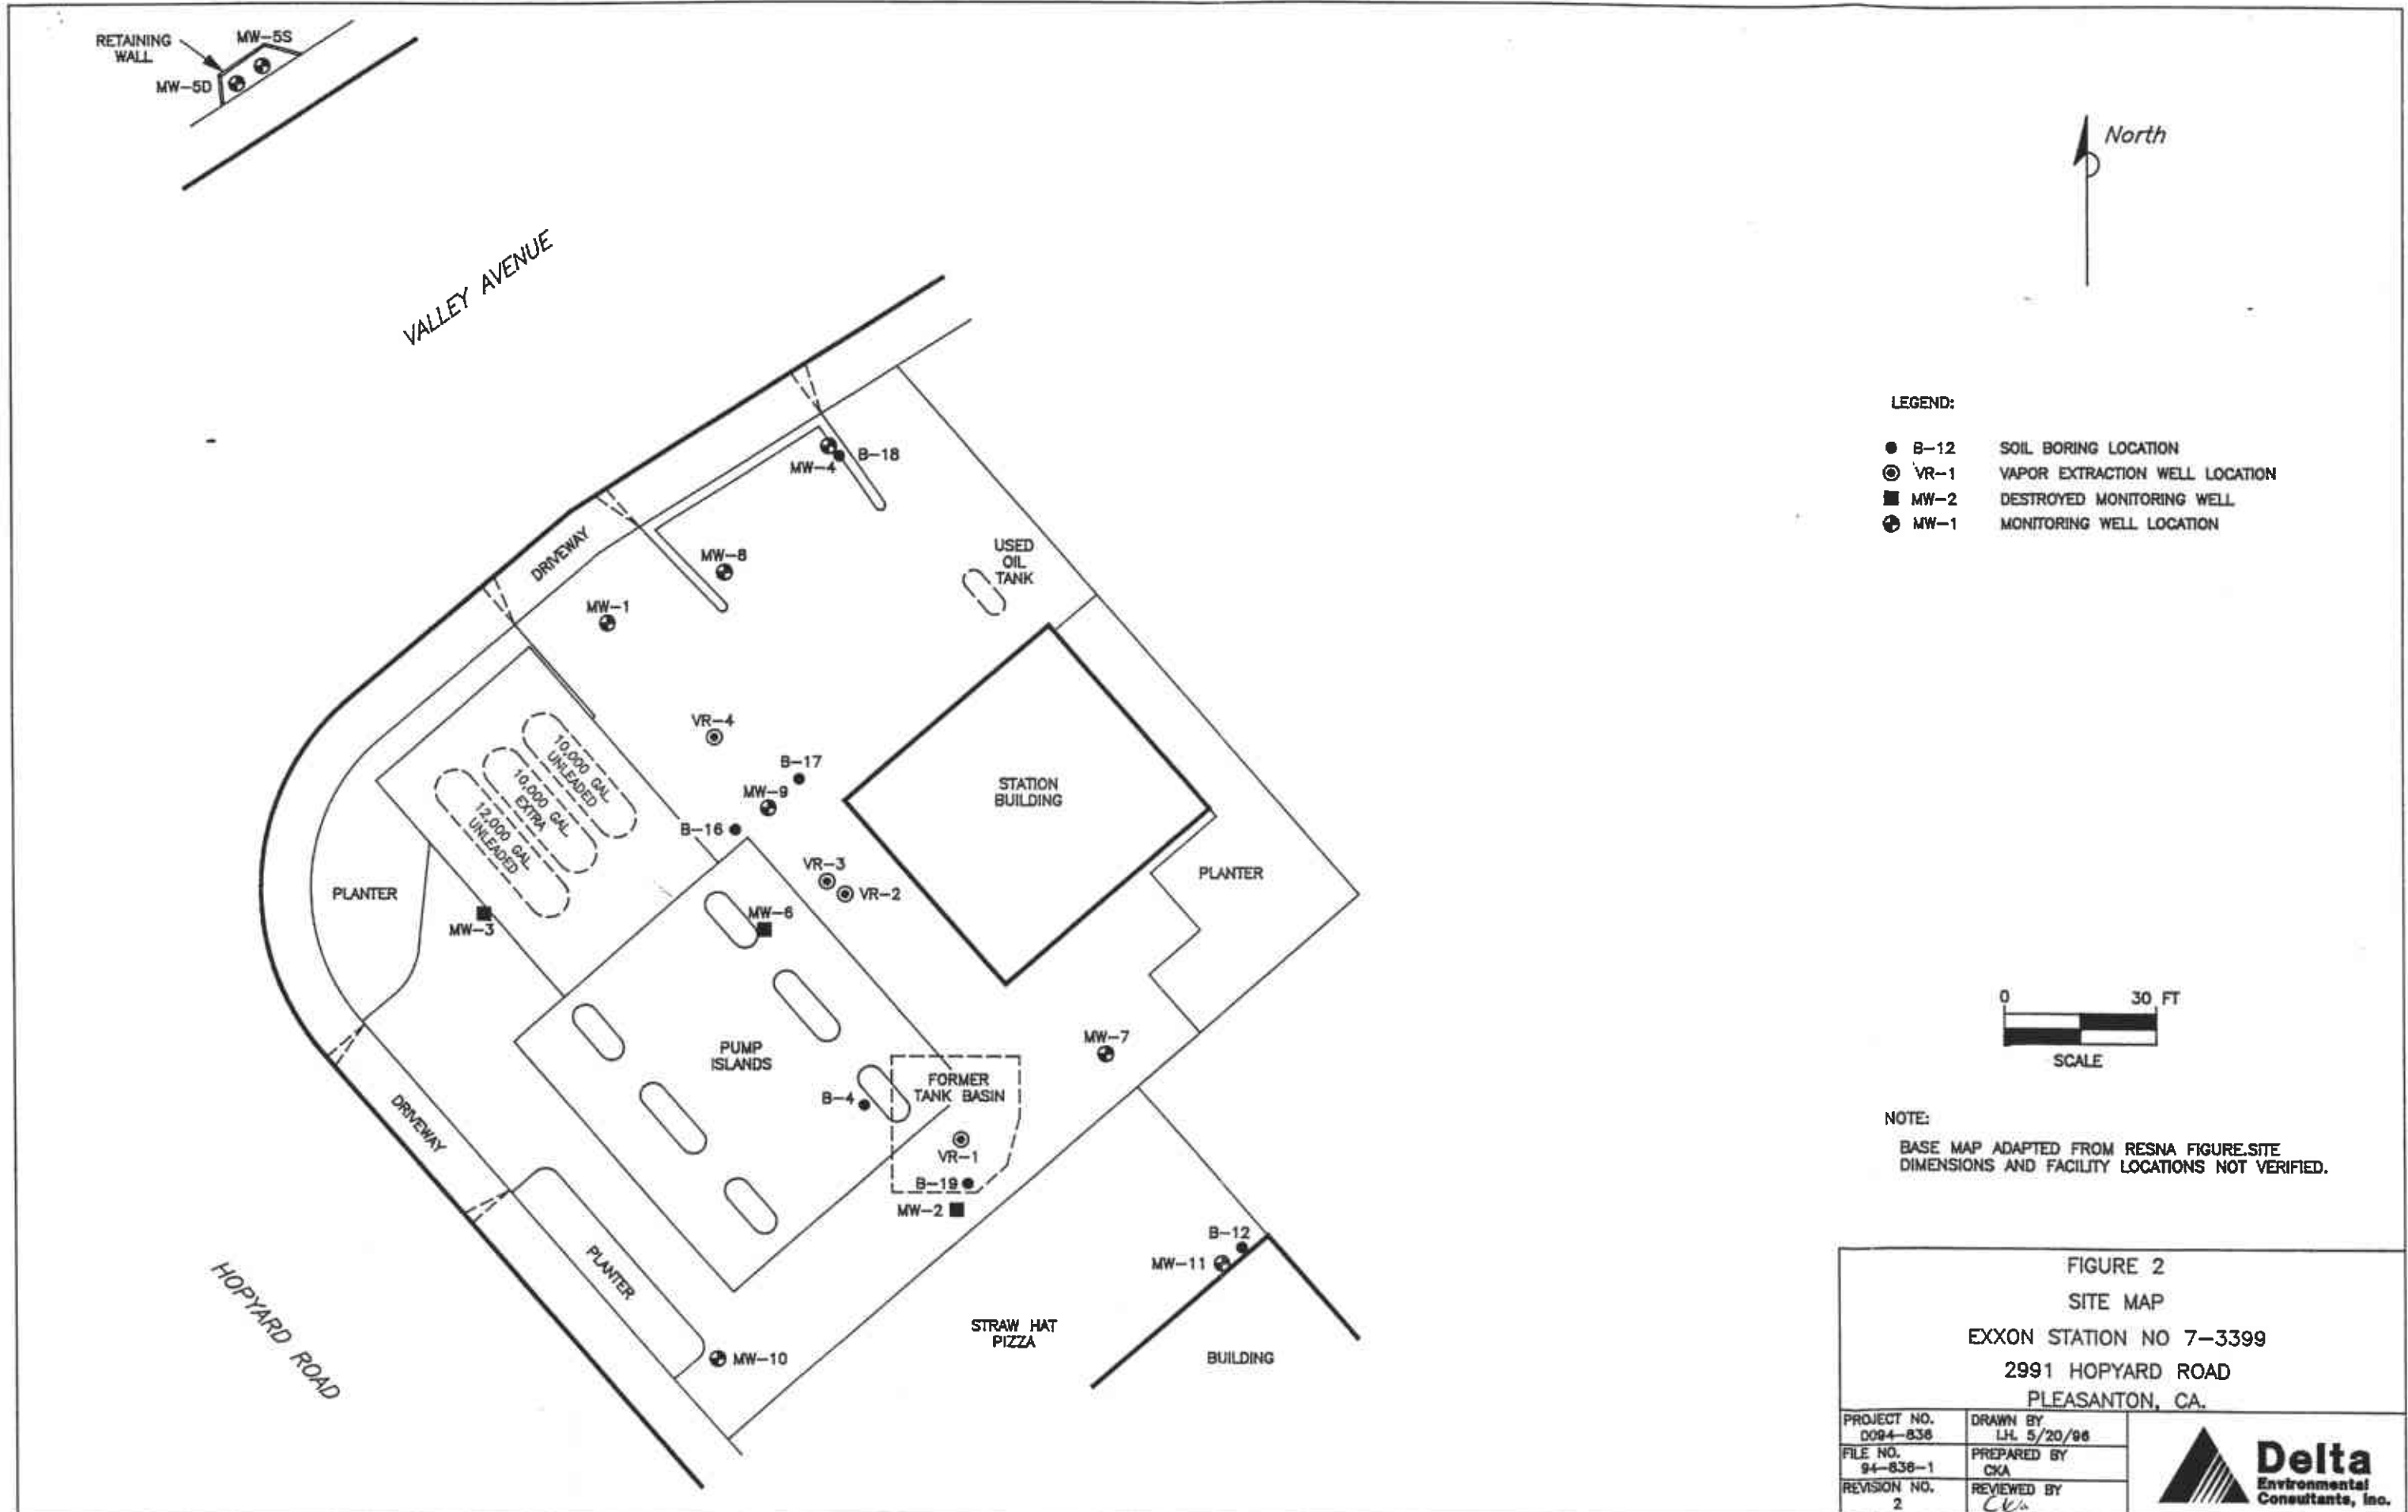 RETAINING
WALL
MW-5S
MW-5D
North
VALLEY AVENUE
LEGEND:
B-12 SOIL BORING LOCATION
VR-1 VAPOR EXTRACTION WELL LOCATION
MW-2 DESTROYED MONITORING WELL
MW-1 MONITORING WELL LOCATION
MW-4
B-18
DRIVEWAY
MW-8
USED
OIL
TANK
MW-1
VR-4
10,000 GAL.
UNLEADED
10,000 GAL.
EXTRA
12,000 GAL.
UNLEADED
B-17
MW-9
B-16
STATION
BUILDING
VR-3
VR-2
PLANTER
PLANTER
MW-3
MW-6
0 30 FT
SCALE
PUMP
ISLANDS
MW-7
FORMER
TANK BASIN
B-4
DRIVEWAY
VR-1
B-19
MW-2
NOTE:
BASE MAP ADAPTED FROM RESNA FIGURE.SITE
DIMENSIONS AND FACILITY LOCATIONS NOT VERIFIED.
B-12
MW-11
PLANTER
HOPYARD ROAD
STRAW HAT
PIZZA
BUILDING
MW-10
FIGURE 2
SITE MAP
EXXON STATION NO 7-3399
2991 HOPYARD ROAD
PLEASANTON, CA.
PROJECT NO.
D094-836
DRAWN BY
LH. 5/20/96
FILE NO.
94-836-1
PREPARED BY
CKA
REVISION NO.
2
REVIEWED BY
Delta
Environmental
Consultants, Inc.